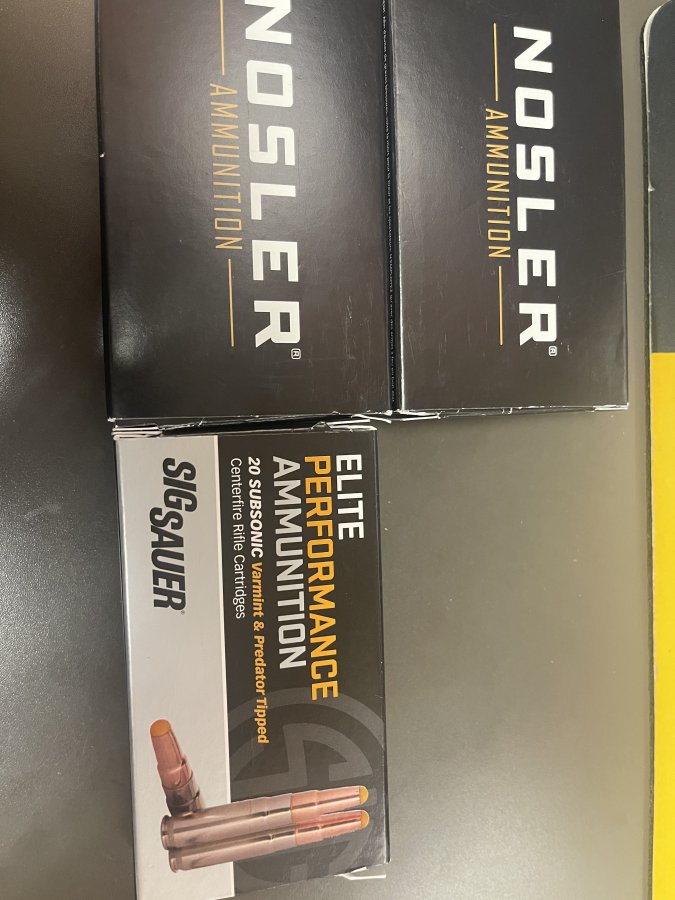 NOSLER®
AMMUNITION
NOSLER®
AMMUNITION
ELITE
PERFORMANCE
AMMUNITION
20 SUBSONIC Varmint & Predator Tipped
Centerfire Rifle Cartridges
SIG SAUER®